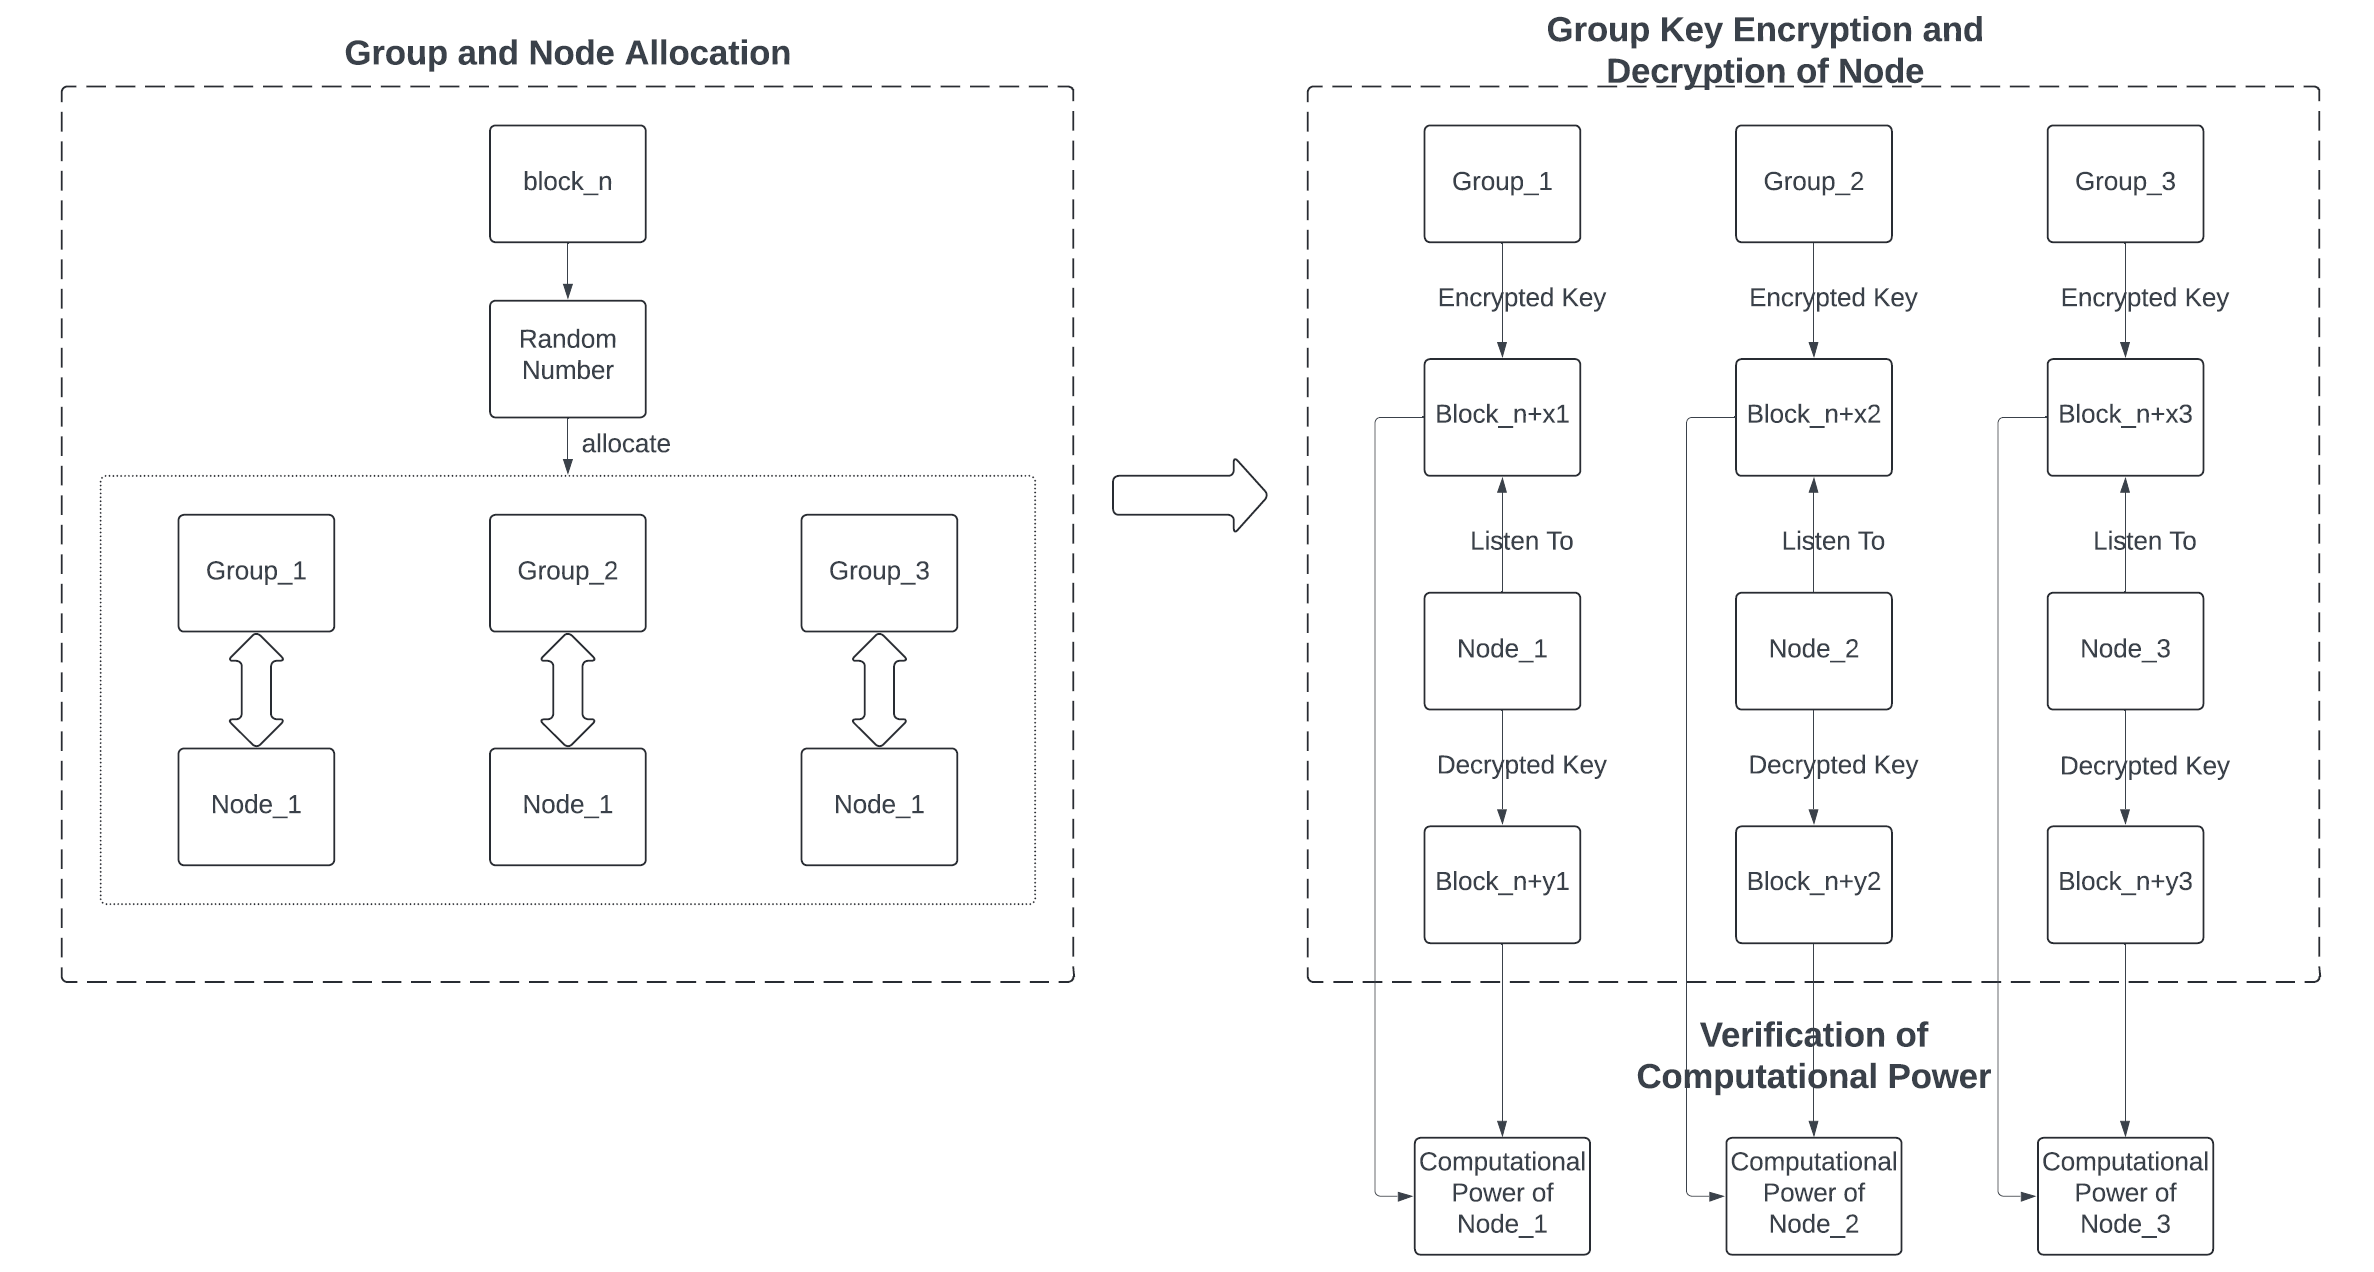 Group and Node Allocation
block_n
Random
Number
allocate
Group_1
Group_2
Group_3
Node_1
Node_1
Node_1
Group Key Encryption and
Decryption of Node
Group_1
Group_2
Group_3
Encrypted Key
Encrypted Key
Encrypted Key
Block_n+x1
Block_n+x2
Block_n+x3
Listen To
Listen To
Listen To
Node_1
Node_2
Node_3
Decrypted Key
Decrypted Key
Decrypted Key
Block_n+y1
Block_n+y2
Block_n+y3
Verification of
Computational Power
Computational
Power of
Node_1
Computational
Power of
Node_2
Computational
Power of
Node_3